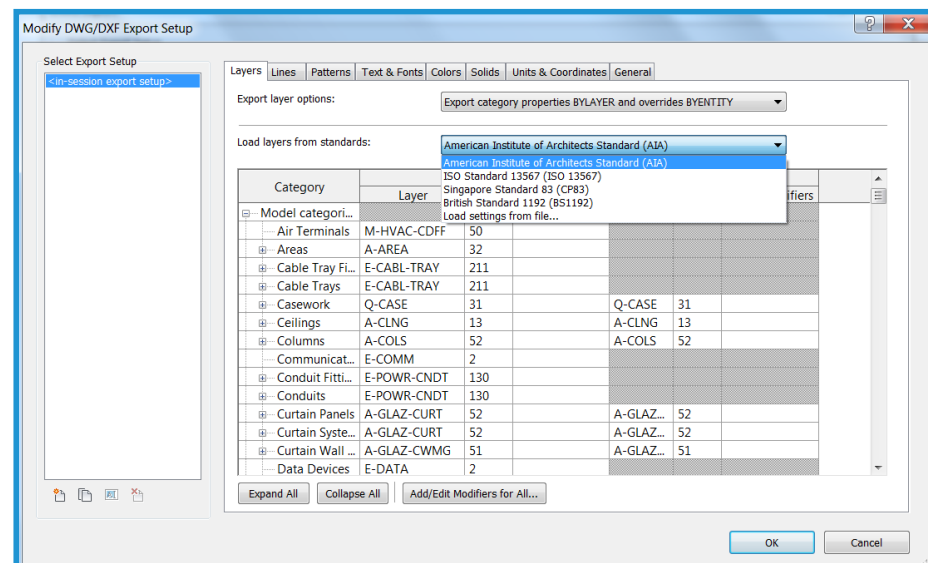 Modify DWG/DXF Export Setup
Select Export Setup
<in-session export setup>
Layers Lines Patterns Text & Fonts Colors Solids Units & Coordinates General
Export layer options:
Export category properties BYLAYER and overrides BYENTITY
Load layers from standards:
American Institute of Architects Standard (AIA)
American Institute of Architects Standard (AIA)
ISO Standard 13567 (ISO 13567)
Singapore Standard 83 (CP83)
British Standard 1192 (BS1192)
Load settings from file...
Category Layer ifiers
Model categori...
Air Terminals M-HVAC-CDFF 50
Areas A-AREA 32
Cable Tray Fi... E-CABL-TRAY 211
Cable Trays E-CABL-TRAY 211
Casework Q-CASE 31 Q-CASE 31
Ceilings A-CLNG 13 A-CLNG 13
Columns A-COLS 52 A-COLS 52
Communicat... E-COMM 2
Conduit Fitti... E-POWR-CNDT 130
Conduits E-POWR-CNDT 130
Curtain Panels A-GLAZ-CURT 52 A-GLAZ... 52
Curtain Syste... A-GLAZ-CURT 52 A-GLAZ... 52
Curtain Wall ... A-GLAZ-CWMG 51 A-GLAZ... 51
Data Devices E-DATA 2
Expand All Collapse All Add/Edit Modifiers for All...
OK Cancel